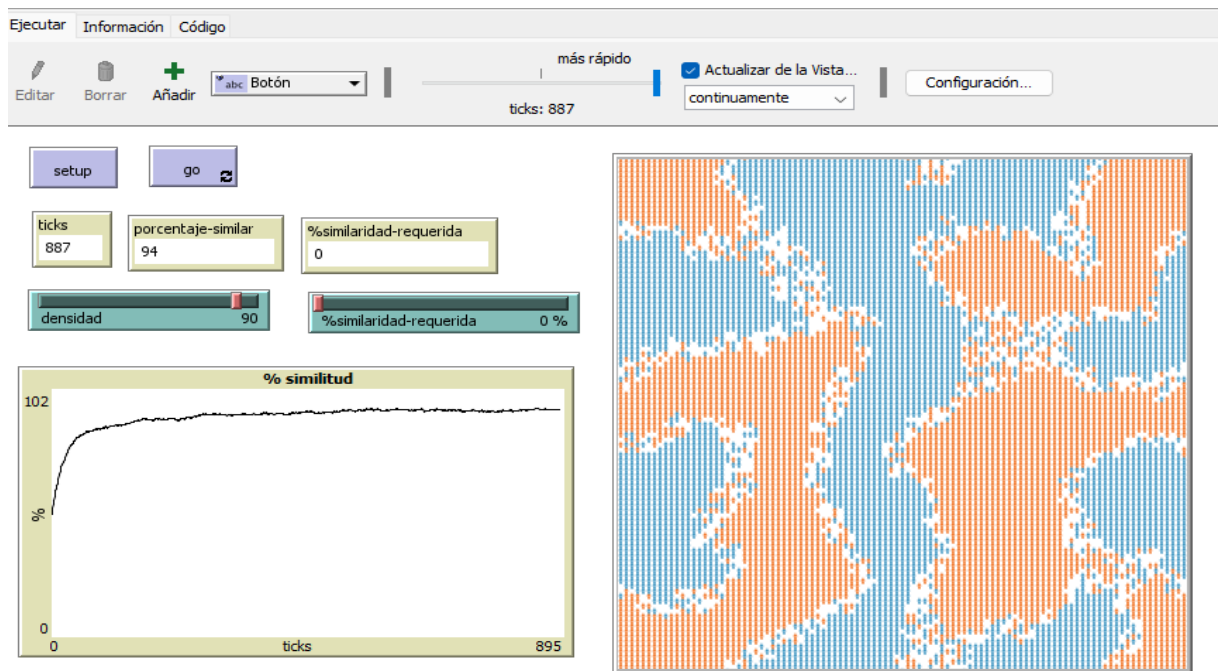 Ejecutar Información Código
más rápido
Editar Borrar Añadir abc Botón
Actualizar de la Vista...
continuamente
Configuración...
ticks: 887
setup go
ticks
887
porcentaje-similar
94
%similaridad-requerida
0
densidad 90
%similaridad-requerida 0 %
% similitud
102
%
0
0 ticks 895